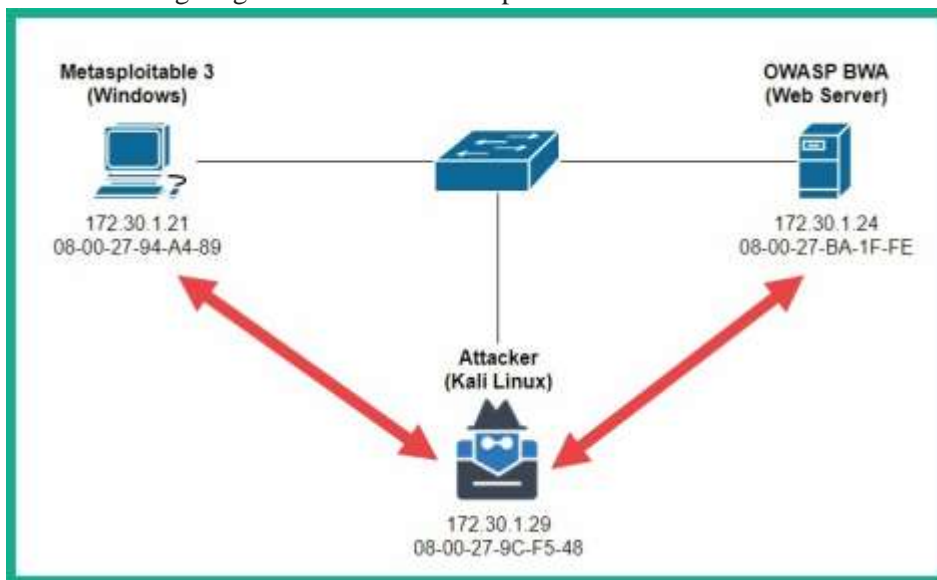 Metasploitable 3
(Windows)
172.30.1.21
08-00-27-94-A4-89
OWASP BWA
(Web Server)
172.30.1.24
08-00-27-BA-1F-FE
Attacker
(Kali Linux)
172.30.1.29
08-00-27-9C-F5-48